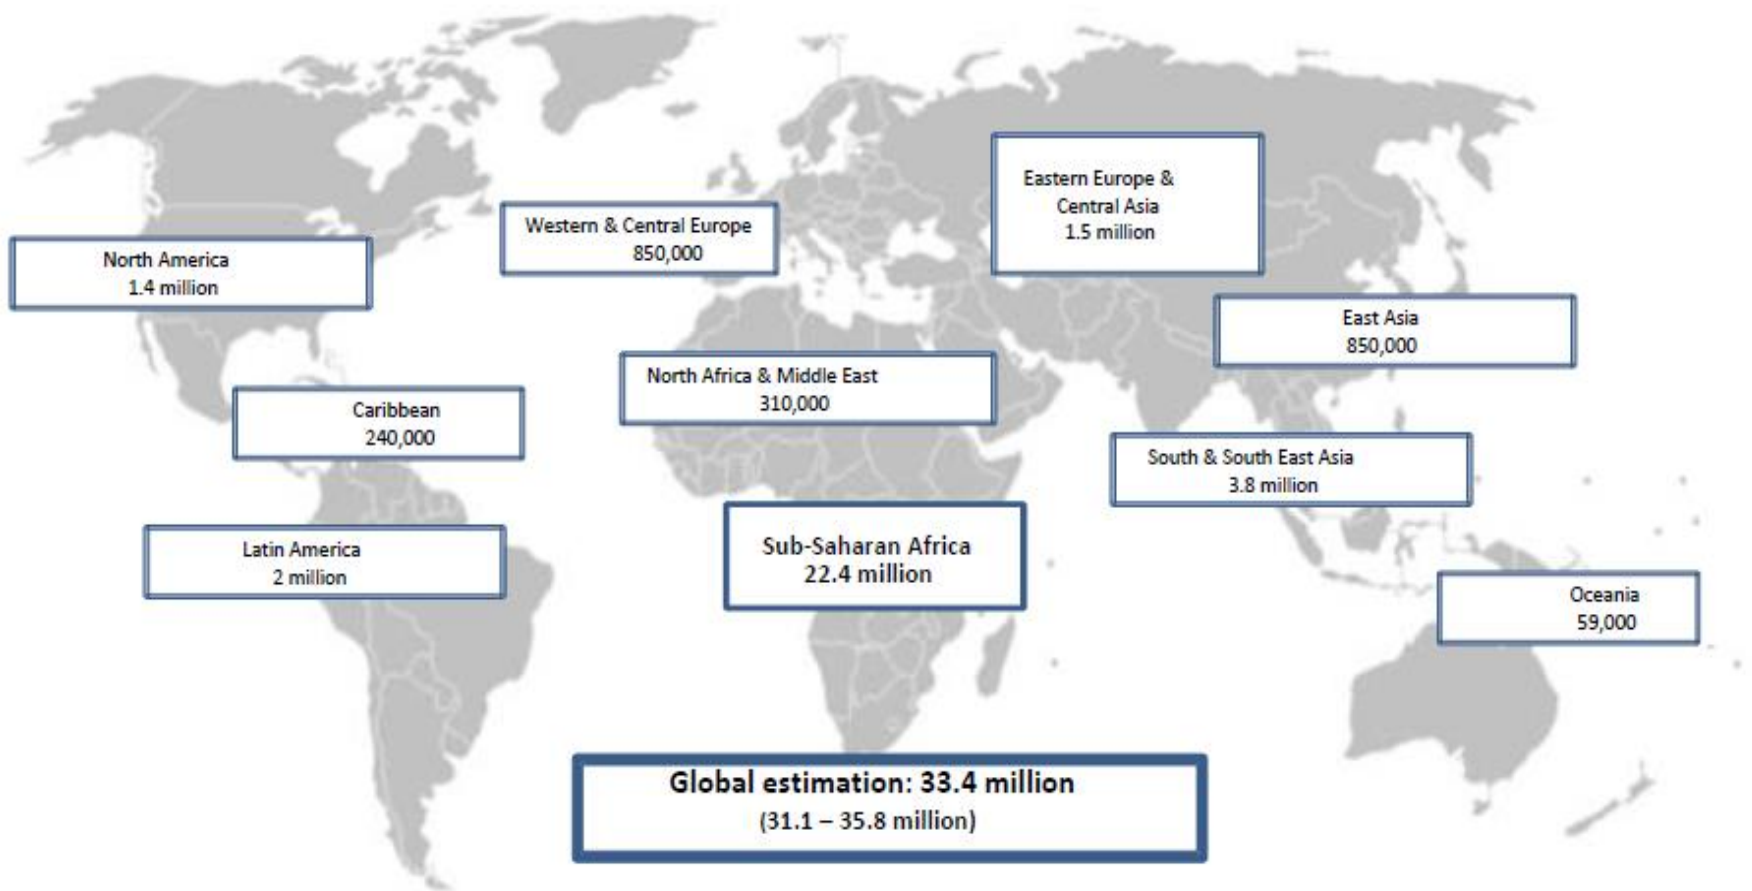 Eastern Europe &
Central Asia
1.5 million
Western & Central Europe
850,000
North America
1.4 million
East Asia
850,000
North Africa & Middle East
310,000
Caribbean
240,000
South & South East Asia
3.8 million
Sub-Saharan Africa
22.4 million
Latin America
2 million
Oceania
59,000
Global estimation: 33.4 million
(31.1 – 35.8 million)